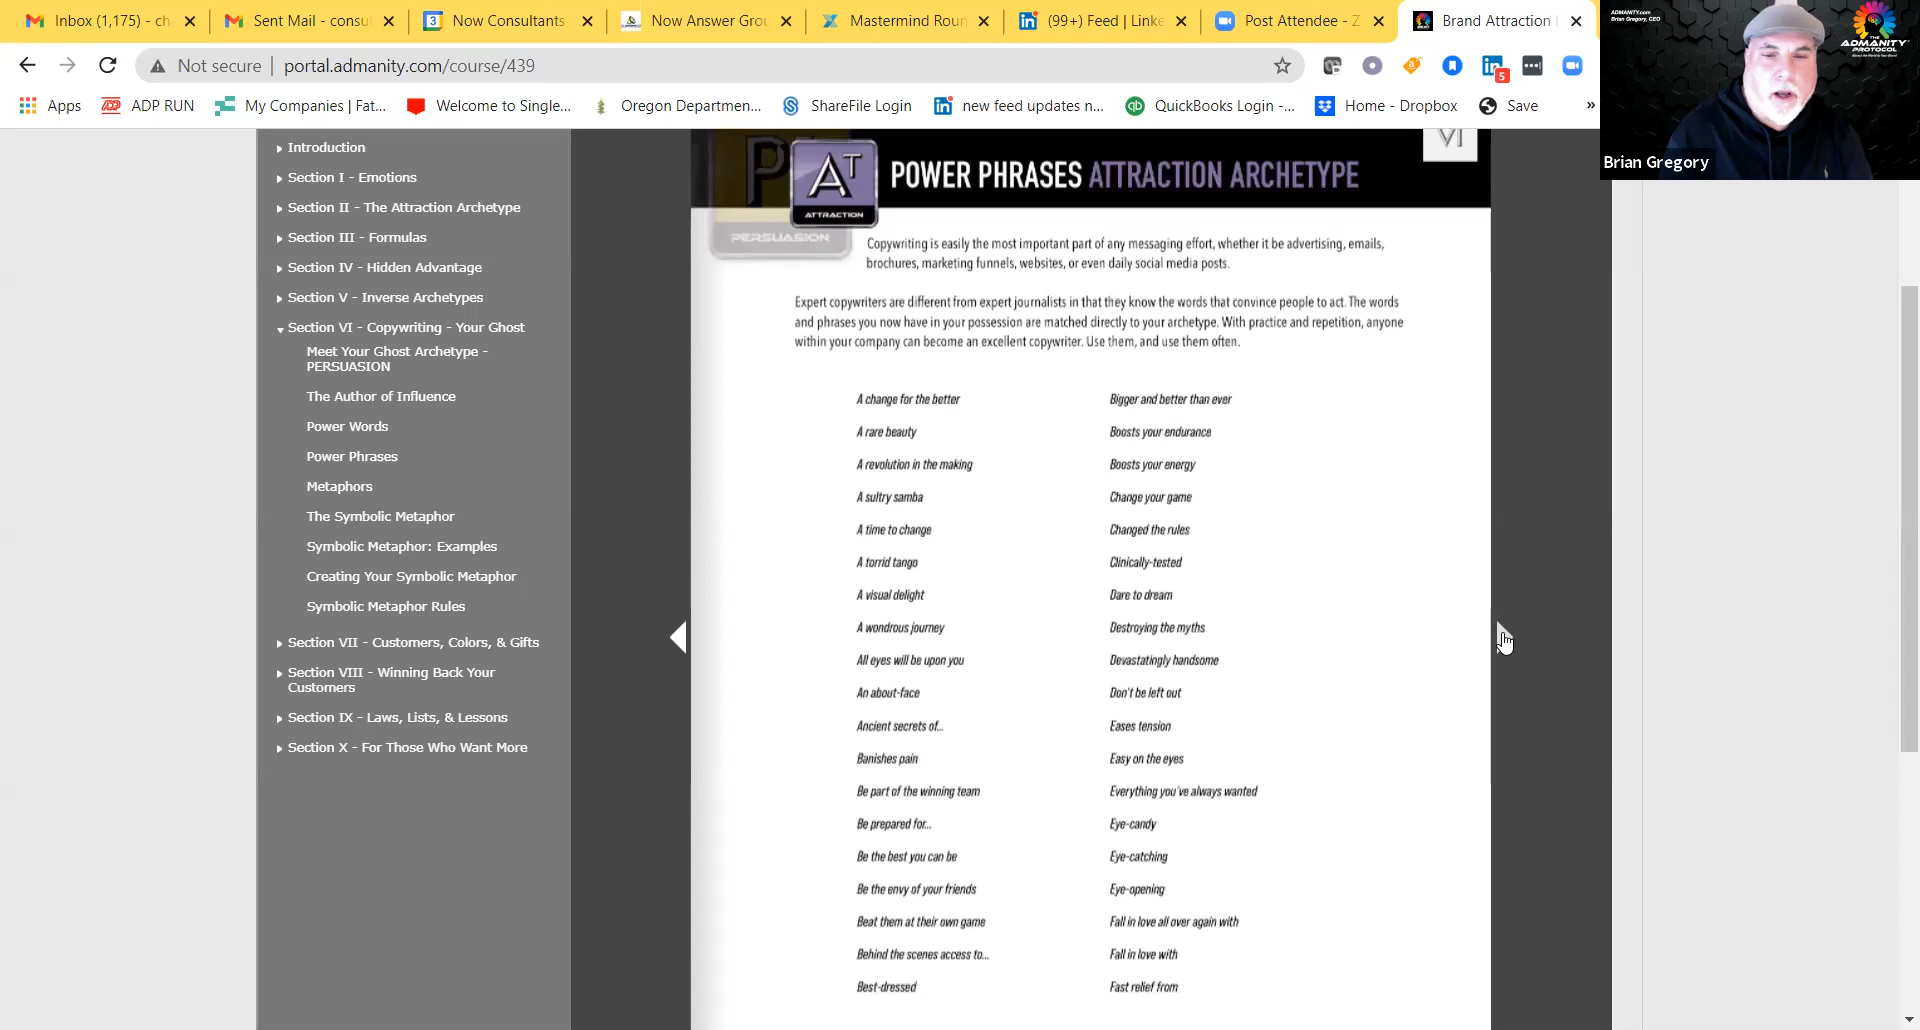 Inbox (1,175) - ch
Sent Mail - consul
Now Consultants
Now Answer Grou
Mastermind Roun
(99+) Feed | Linke
Post Attendee - Z
Brand Attraction
ADMANITY.com
Brian Gregory, CEO
THE
ADMANITY
PROTOCOL
Not secure | portal.admanity.com/course/439
5
Apps
ADP RUN
My Companies | Fat...
Welcome to Single...
Oregon Departmen...
ShareFile Login
new feed updates n...
QuickBooks Login -...
Home - Dropbox
Save
»
Brian Gregory
Introduction
Section I - Emotions
Section II - The Attraction Archetype
Section III - Formulas
Section IV - Hidden Advantage
Section V - Inverse Archetypes
Section VI - Copywriting - Your Ghost
Meet Your Ghost Archetype -
PERSUASION
The Author of Influence
Power Words
Power Phrases
Metaphors
The Symbolic Metaphor
Symbolic Metaphor: Examples
Creating Your Symbolic Metaphor
Symbolic Metaphor Rules
Section VII - Customers, Colors, & Gifts
Section VIII - Winning Back Your
Customers
Section IX - Laws, Lists, & Lessons
Section X - For Those Who Want More
VI
P
AT
ATTRACTION
PERSUASION
POWER PHRASES ATTRACTION ARCHETYPE
Copywriting is easily the most important part of any messaging effort, whether it be advertising, emails,
brochures, marketing funnels, websites, or even daily social media posts.
Expert copywriters are different from expert journalists in that they know the words that convince people to act. The words
and phrases you now have in your possession are matched directly to your archetype. With practice and repetition, anyone
within your company can become an excellent copywriter. Use them, and use them often.
A change for the better
A rare beauty
A revolution in the making
A sultry samba
A time to change
A torrid tango
A visual delight
A wondrous journey
All eyes will be upon you
An about-face
Ancient secrets of...
Banishes pain
Be part of the winning team
Be prepared for...
Be the best you can be
Be the envy of your friends
Beat them at their own game
Behind the scenes access to...
Best-dressed
Bigger and better than ever
Boosts your endurance
Boosts your energy
Change your game
Changed the rules
Clinically-tested
Dare to dream
Destroying the myths
Devastatingly handsome
Don't be left out
Eases tension
Easy on the eyes
Everything you've always wanted
Eye-candy
Eye-catching
Eye-opening
Fall in love all over again with
Fall in love with
Fast relief from